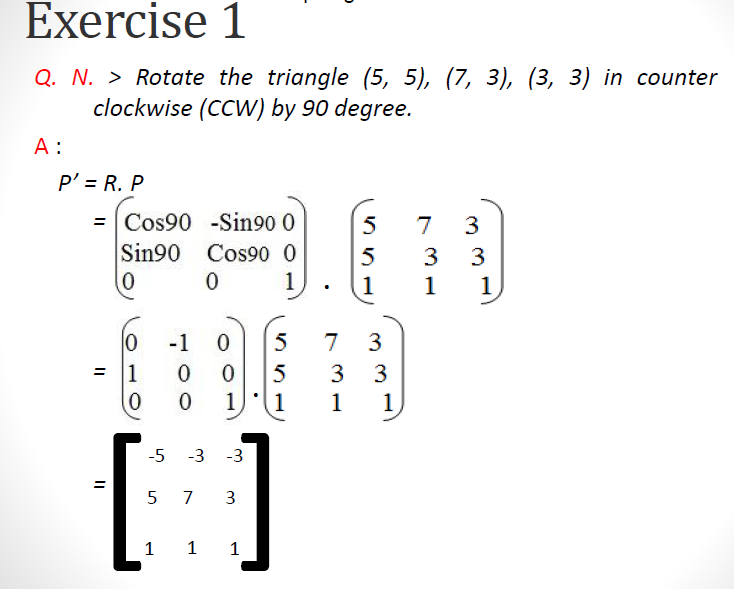 Exercise 1
Q. N. > Rotate the triangle (5, 5), (7, 3), (3, 3) in counter
clockwise (CCW) by 90 degree.
A :
P’ = R. P
= Cos90 -Sin90 0 5 7 3
Sin90 Cos90 0 5 3 3
0 0 1 . 1 1 1
0 -1 0 5 7 3
= 1 0 0 5 3 3
0 0 1 . 1 1 1
-5 -3 -3
=
5 7 3
1 1 1